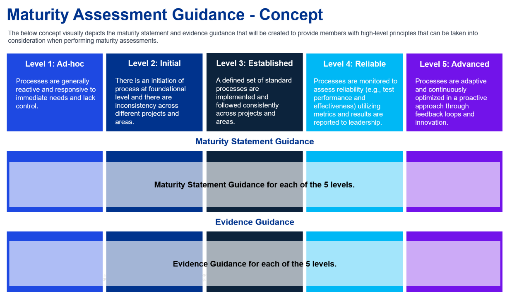 Maturity Assessment Guidance - Concept
The below concept visually depicts the maturity statement and evidence guidance that will be created to provide members with high-level principles that can be taken into
consideration when performing maturity assessments.
Level 1: Ad-hoc
Processes are generally
reactive and responsive to
immediate needs and lack
control.
Level 2: Initial
There is an initiation of
process at foundational
level and there are
inconsistency across
different projects and
areas.
Level 3: Established
A defined set of standard
processes are
implemented and
followed consistently
across projects and
areas.
Level 4: Reliable
Processes are monitored to
assess reliability (e.g., test
performance and
effectiveness) utilizing
metrics and results are
reported to leadership.
Level 5: Advanced
Processes are adaptive
and continuously
optimized in a proactive
approach through
feedback loops and
innovation.
Maturity Statement Guidance
Maturity Statement Guidance for each of the 5 levels.
Evidence Guidance
Evidence Guidance for each of the 5 levels.